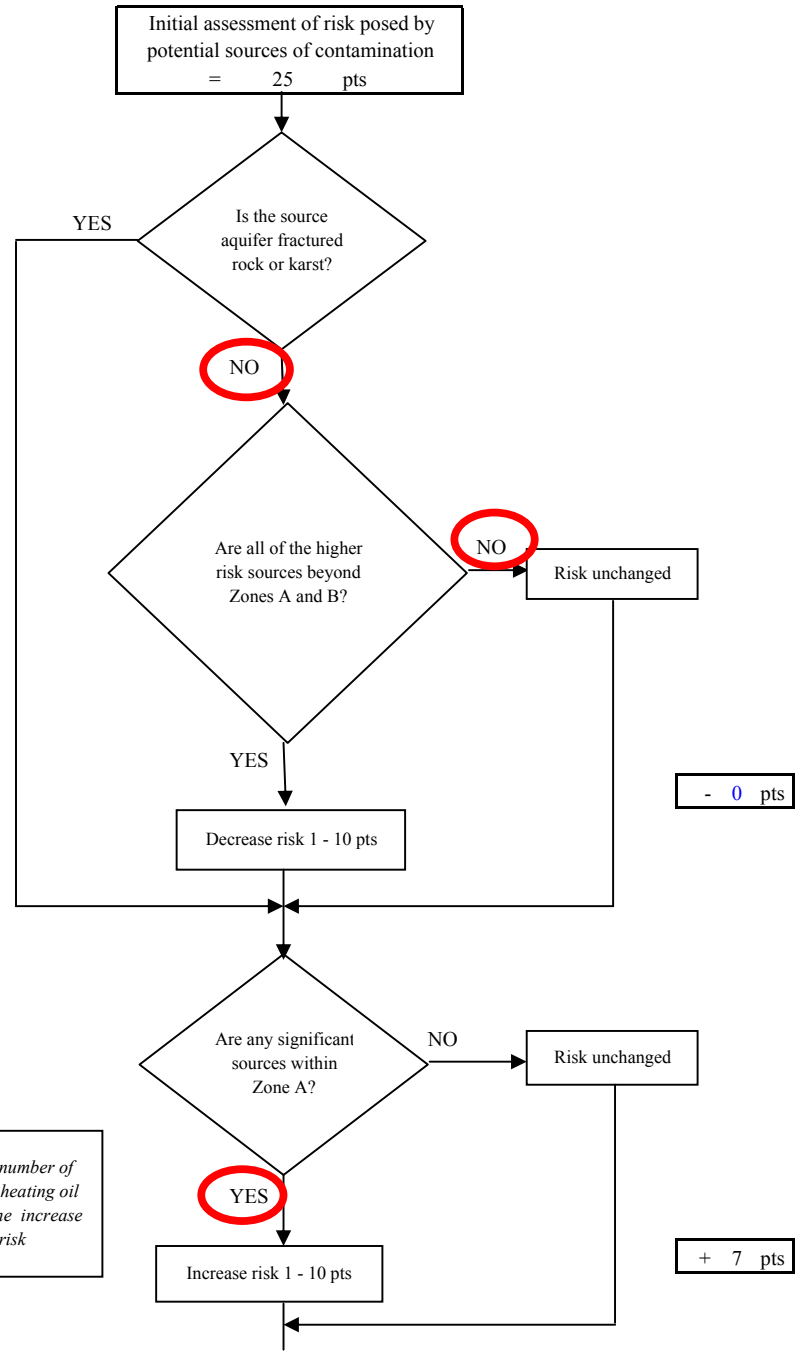 Initial assessment of risk posed by
potential sources of contamination
= 25 pts
YES
Is the source
aquifer fractured
rock or karst?
NO
Are all of the higher
risk sources beyond
Zones A and B?
NO
Risk unchanged
YES
- 0 pts
Decrease risk 1 - 10 pts
Are any significant
sources within
Zone A?
NO
Risk unchanged
number of
heating oil
increase
risk
YES
Increase risk 1 - 10 pts
+ 7 pts